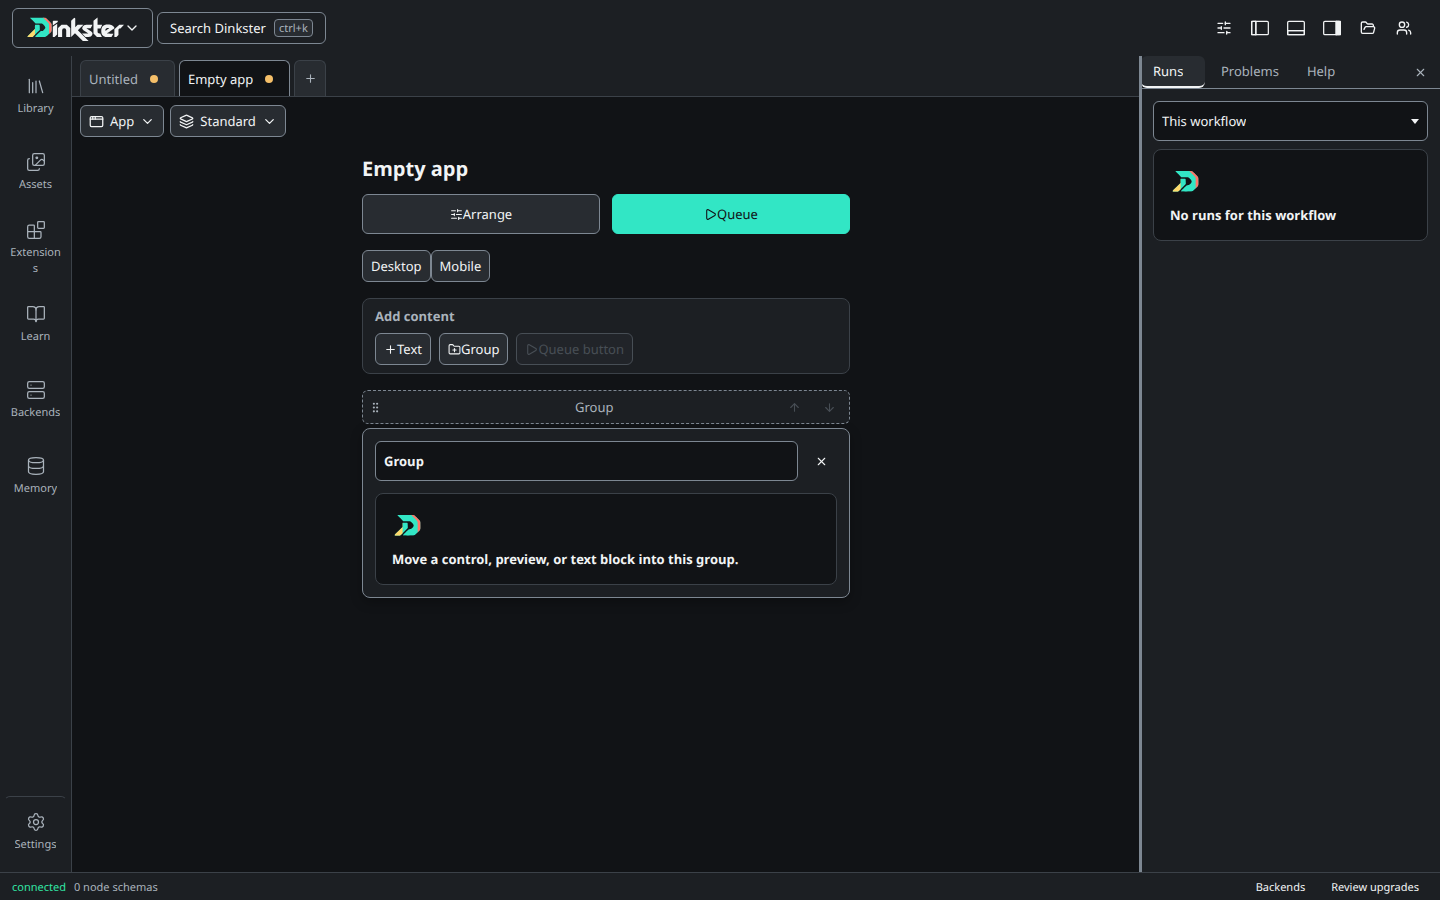 Dinkster
Search Dinkster ctrl+k
Library
Assets
Extension
s
Learn
Backends
Memory
Settings
Untitled
Empty app
App
Standard
Empty app
Arrange
Queue
Desktop
Mobile
Add content
Text
Group
Queue button
Group
Group
Move a control, preview, or text block into this group.
Runs
Problems
Help
This workflow
No runs for this workflow
connected
0 node schemas
Backends
Review upgrades